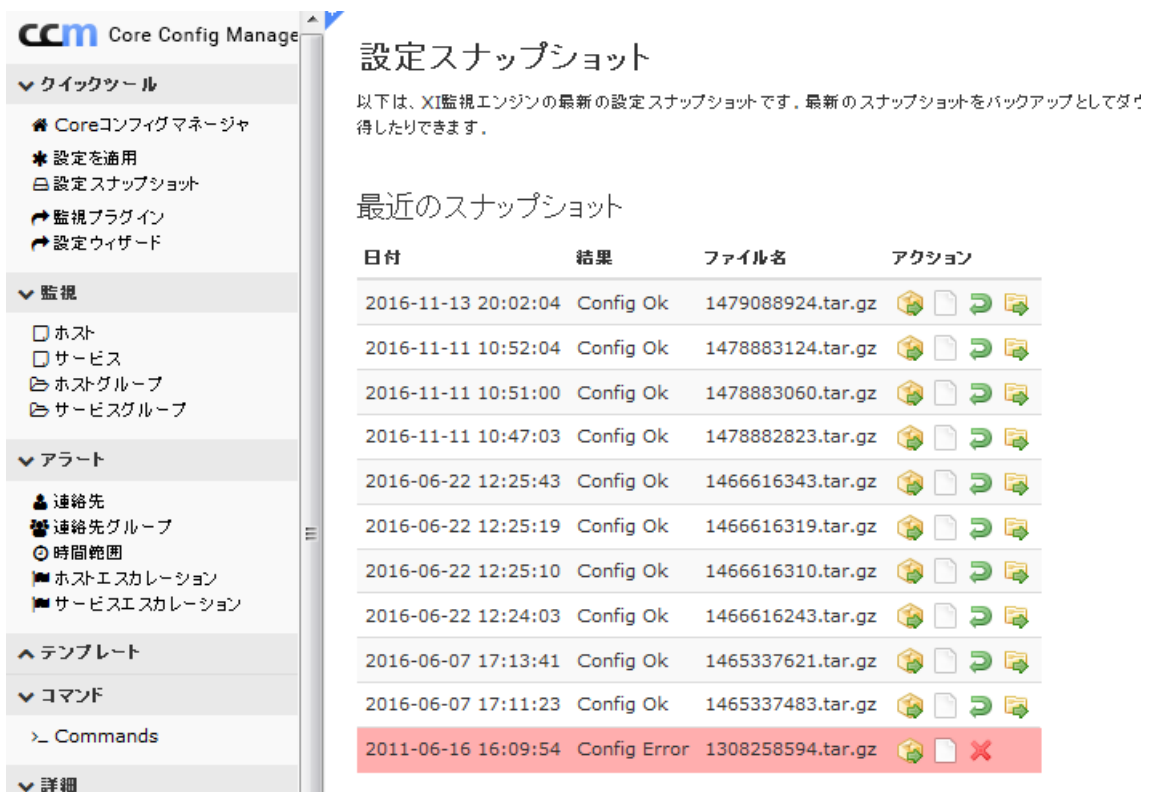 ccm Core Config Manage
クイックツール
Coreコンフィグマネージャ
設定を適用
設定スナップショット
監視プラグイン
設定ウィザード
監視
ホスト
サービス
ホストグループ
サービスグループ
アラート
連絡先
連絡先グループ
時間範囲
ホストエスカレーション
サービスエスカレーション
テンプレート
コマンド
>_ Commands
詳細
設定スナップショット
以下は、XI監視エンジンの最新の設定スナップショットです．最新のスナップショットをバックアップとしてダウ
得したりできます．
最近のスナップショット
日付 結果 ファイル名 アクション
2016-11-13 20:02:04 Config Ok 1479088924.tar.gz
2016-11-11 10:52:04 Config Ok 1478883124.tar.gz
2016-11-11 10:51:00 Config Ok 1478883060.tar.gz
2016-11-11 10:47:03 Config Ok 1478882823.tar.gz
2016-06-22 12:25:43 Config Ok 1466616343.tar.gz
2016-06-22 12:25:19 Config Ok 1466616319.tar.gz
2016-06-22 12:25:10 Config Ok 1466616310.tar.gz
2016-06-22 12:24:03 Config Ok 1466616243.tar.gz
2016-06-07 17:13:41 Config Ok 1465337621.tar.gz
2016-06-07 17:11:23 Config Ok 1465337483.tar.gz
2011-06-16 16:09:54 Config Error 1308258594.tar.gz